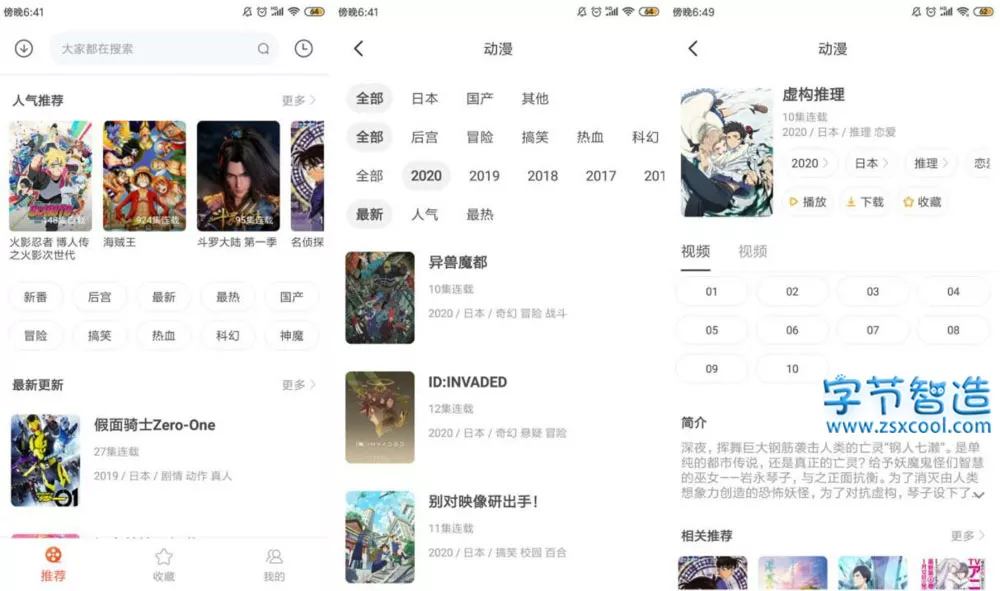 傍晚6:41
64
大家都在搜索
人气推荐
更多
148集连载
924集连载
95集连载
火影忍者 博人传
之火影次世代
海贼王
斗罗大陆 第一季
名侦探
新番
后宫
最新
最热
国产
冒险
搞笑
热血
科幻
神魔
最新更新
更多
假面骑士Zero-One
27集连载
2019 / 日本 / 剧情 动作 真人
推荐
收藏
我的
傍晚6:41
64
动漫
全部 日本 国产 其他
全部 后宫 冒险 搞笑 热血 科幻
全部 2020 2019 2018 2017 201
最新 人气 最热
异兽魔都
10集连载
2020 / 日本 / 奇幻 冒险 战斗
ID:INVADED
12集连载
2020 / 日本 / 奇幻 悬疑 冒险
别对映像研出手!
11集连载
2020 / 日本 / 搞笑 校园 百合
傍晚6:49
62
动漫
虚构推理
10集连载
2020 / 日本 / 推理 恋爱
2020 日本 推理 恋
播放 下载 收藏
视频 视频
01 02 03 04
05 06 07 08
09 10
字节智造
www.zsxcool.com
简介
深夜，挥舞巨大钢筋袭击人类的亡灵“钢人七濑”。是单
纯的都市传说，还是真正的亡灵？给予妖魔鬼怪们智慧
的巫女——岩永琴子，与之正面抗衡。为了消灭由人类
想象力创造的恐怖妖怪，为了对抗虚构，琴子设下了...
相关推荐
更多